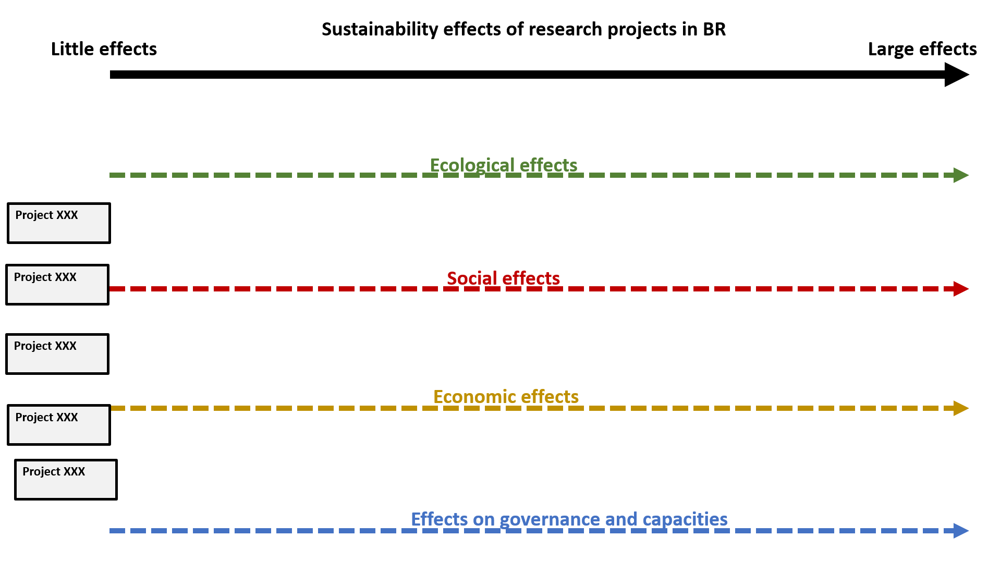 Sustainability effects of research projects in BR
Little effects
Large effects
Ecological effects
Project XXX
Project XXX
Social effects
Project XXX
Economic effects
Project XXX
Project XXX
Effects on governance and capacities